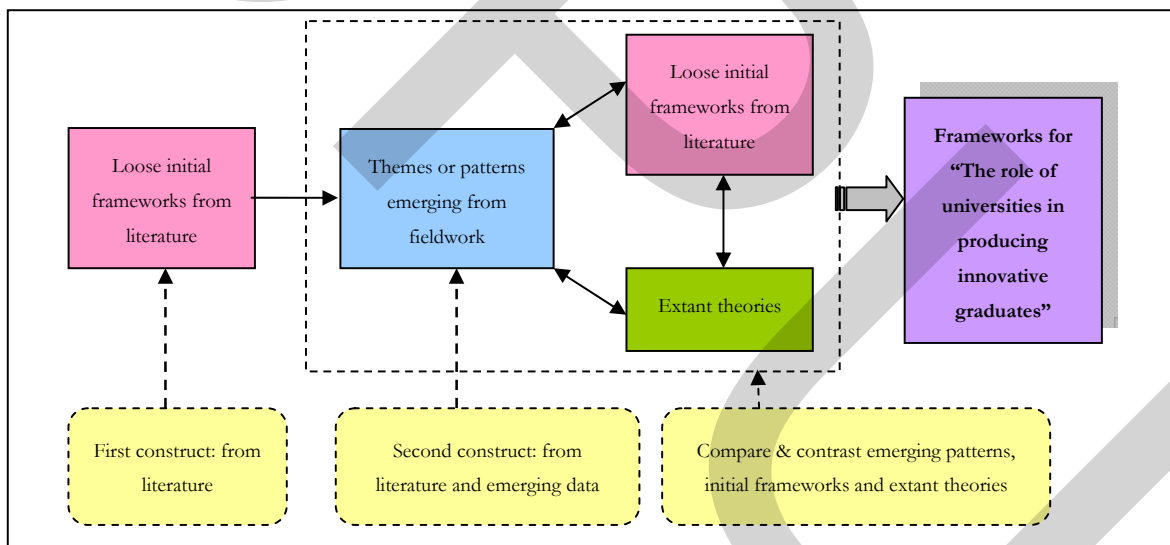 Loose initial
frameworks from
literature
Themes or patterns
emerging from
fieldwork
Loose initial
frameworks from
literature
Extant theories
Frameworks for
“The role of
universities in
producing
innovative
graduates”
First construct: from
literature
Second construct: from
literature and emerging data
Compare & contrast emerging patterns,
initial frameworks and extant theories